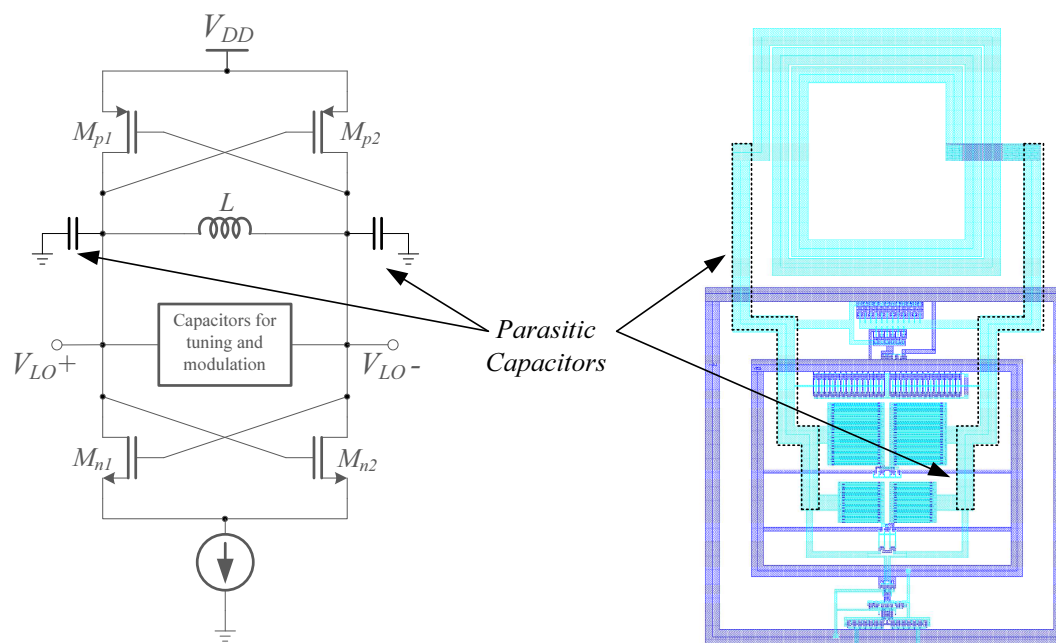 V_DD
M_p1
M_p2
L
Capacitors for
tuning and
modulation
V_LO+
V_LO-
Parasitic
Capacitors
M_n1
M_n2